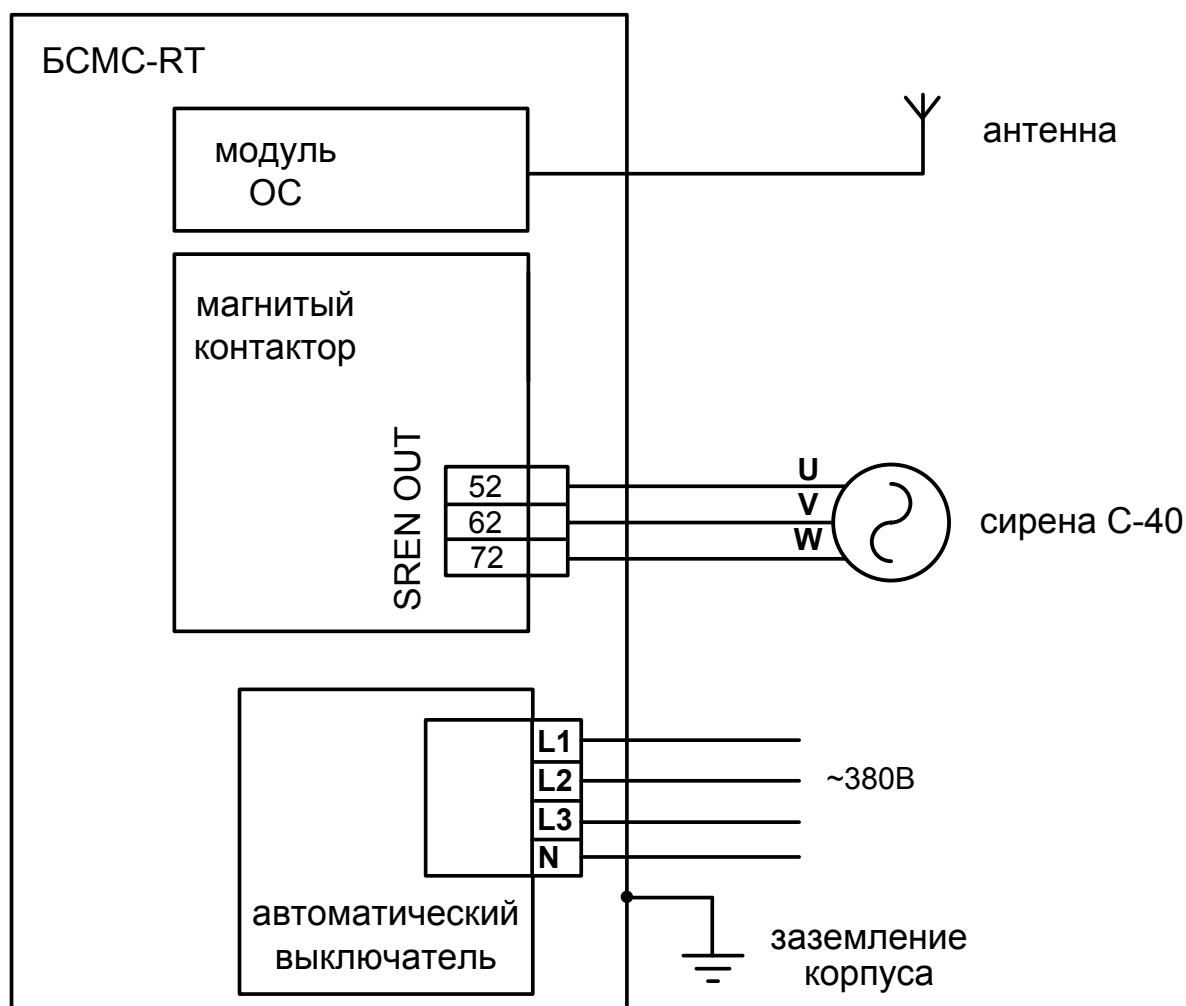 БСМС-RT
модуль
ОС
антенна
магнитый
контактор
SREN OUT
52
62
72
U
V
W
сирена С-40
L1
L2
L3
N
~380В
автоматический
выключатель
заземление
корпуса